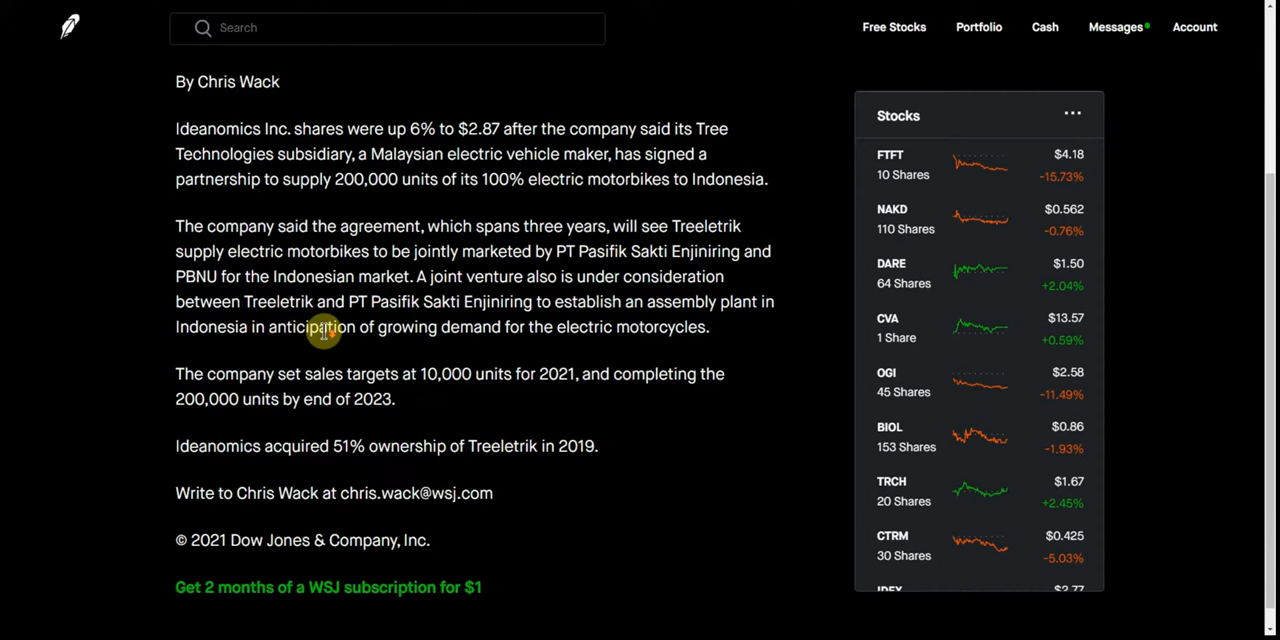 Search
Free Stocks
Portfolio
Cash
Messages
Account
By Chris Wack
Ideanomics Inc. shares were up 6% to $2.87 after the company said its Tree
Technologies subsidiary, a Malaysian electric vehicle maker, has signed a
partnership to supply 200,000 units of its 100% electric motorbikes to Indonesia.
The company said the agreement, which spans three years, will see Treeletrik
supply electric motorbikes to be jointly marketed by PT Pasifik Sakti Enjiniring and
PBNU for the Indonesian market. A joint venture also is under consideration
between Treeletrik and PT Pasifik Sakti Enjiniring to establish an assembly plant in
Indonesia in anticipation of growing demand for the electric motorcycles.
The company set sales targets at 10,000 units for 2021, and completing the
200,000 units by end of 2023.
Ideanomics acquired 51% ownership of Treeletrik in 2019.
Write to Chris Wack at chris.wack@wsj.com
© 2021 Dow Jones & Company, Inc.
Get 2 months of a WSJ subscription for $1
Stocks
FTFT $4.18
10 Shares -15.73%
NAKD $0.562
110 Shares -0.76%
DARE $1.50
64 Shares +2.04%
CVA $13.57
1 Share +0.59%
OGI $2.58
45 Shares -11.49%
BIOL $0.86
153 Shares -1.93%
TRCH $1.67
20 Shares +2.45%
CTRM $0.425
30 Shares -5.03%